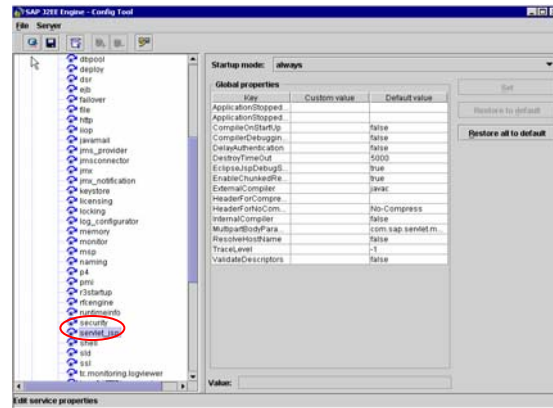 SAP J2EE Engine - Config Tool
File Server
dbpool
deploy
dsr
ejb
failover
file
http
iiop
javamail
jms_provider
jmsconnector
jmx
jmx_notification
keystore
licensing
locking
log_configurator
memory
monitor
msp
naming
p4
pmi
r3startup
rfcengine
runtimeinfo
security
servlet_jsp
shell
sld
ssl
tc.monitoring.logviewer
Startup mode: always
Global properties
Key Custom value Default value
ApplicationStopped...
ApplicationStopped...
CompileOnStartUp false
CompilerDebuggin... false
DelayAuthentication false
DestroyTimeOut 5000
EclipseJspDebugS... true
EnableChunkedRe... true
ExternalCompiler javac
HeaderForCompre...
HeaderForNoCom... No-Compress
InternalCompiler false
MultipartBodyPara... com.sap.servlet.m...
ResolveHostName false
TraceLevel -1
ValidateDescriptors false
Set
Restore to default
Restore all to default
Value:
Edit service properties